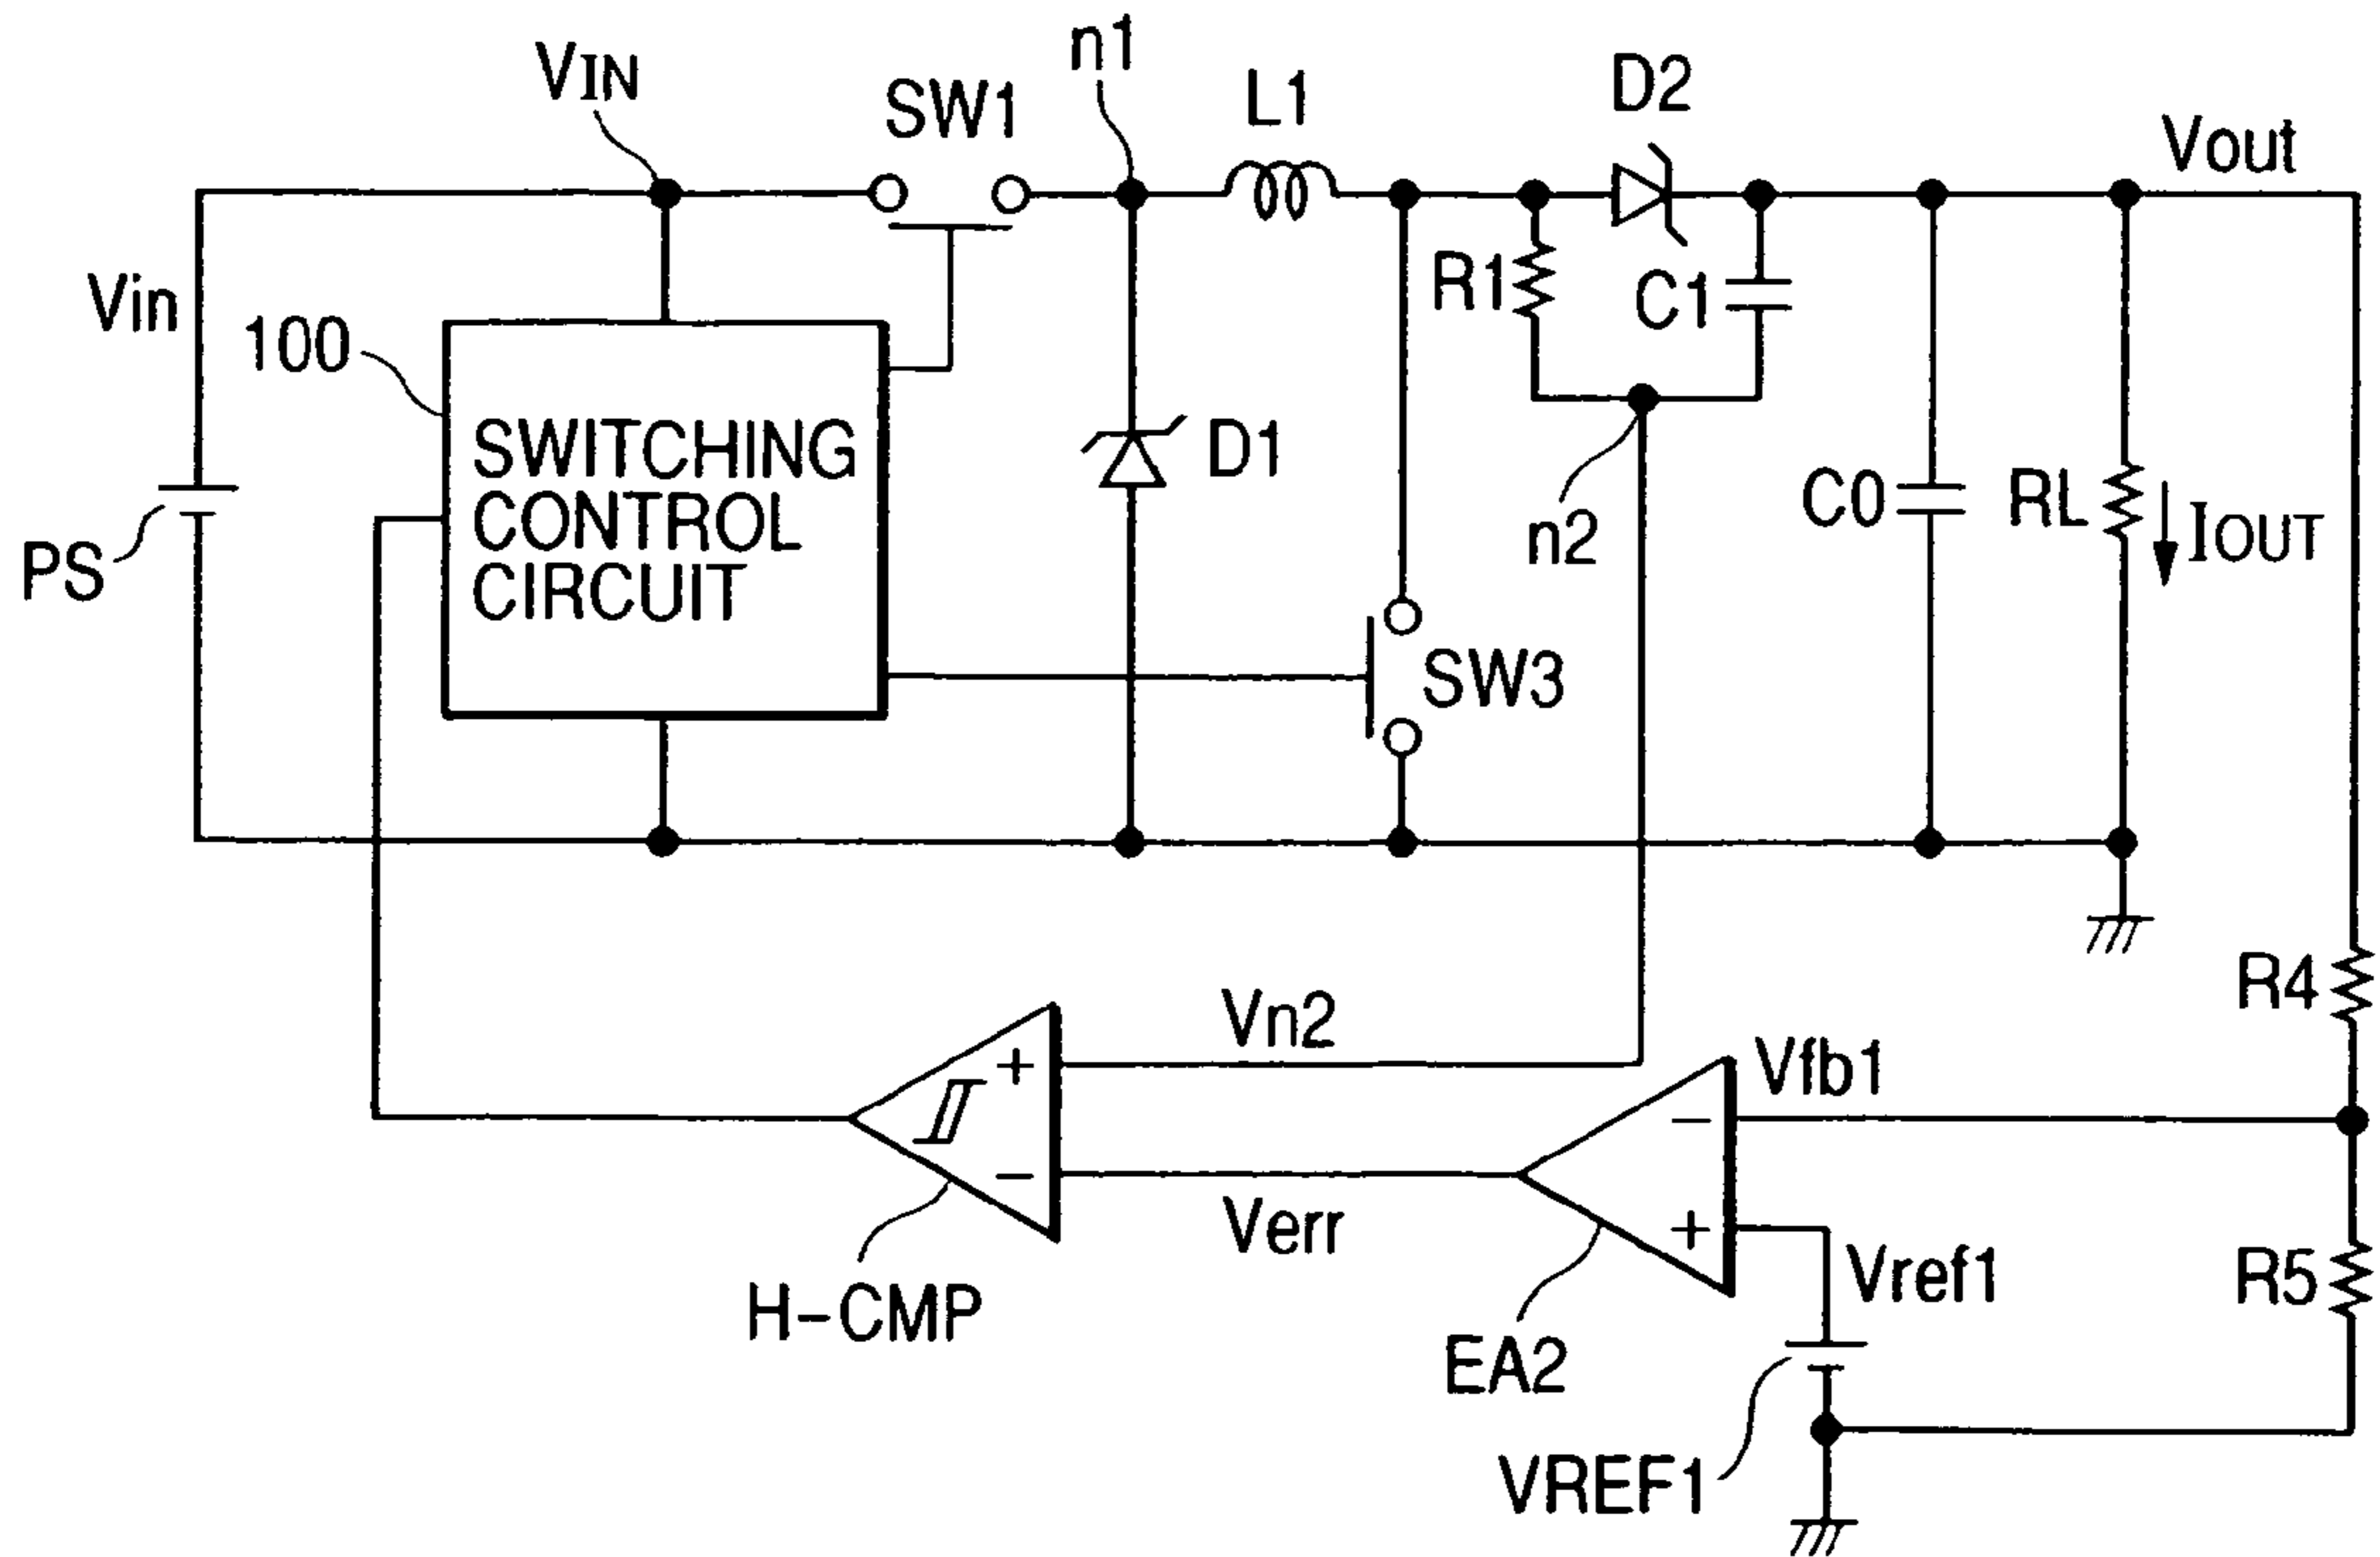 VIN
n1
SW1
L1
D2
Vout
Vin
100
R1
C1
SWITCHING
CONTROL
CIRCUIT
D1
PS
n2
C0
RL
IOUT
SW3
R4
Vn2
Vfb1
+
−
+
−
Verr
Vref1
R5
H-CMP
EA2
VREF1